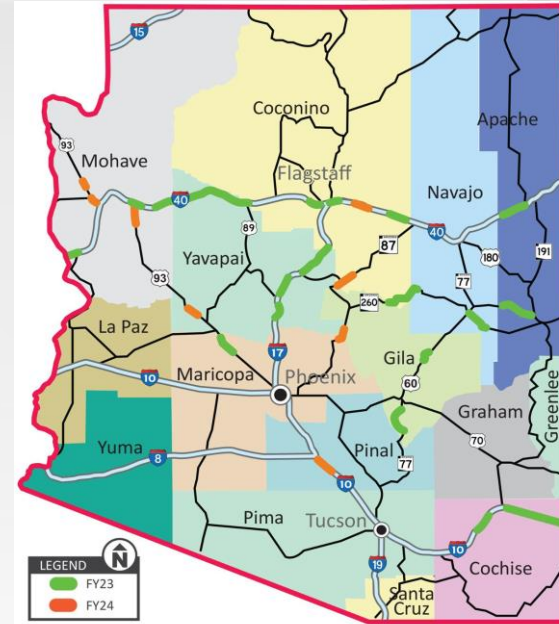 15
Coconino
93
Mohave
Flagstaff
Apache
Navajo
40
89
87
40
180
191
Yavapai
93
77
260
La Paz
17
Gila
10
Maricopa
Phoenix
60
Greenlee
Graham
Yuma
8
Pinal
70
77
10
Pima
Tucson
10
19
Cochise
Santa
Cruz
N
LEGEND
FY23
FY24